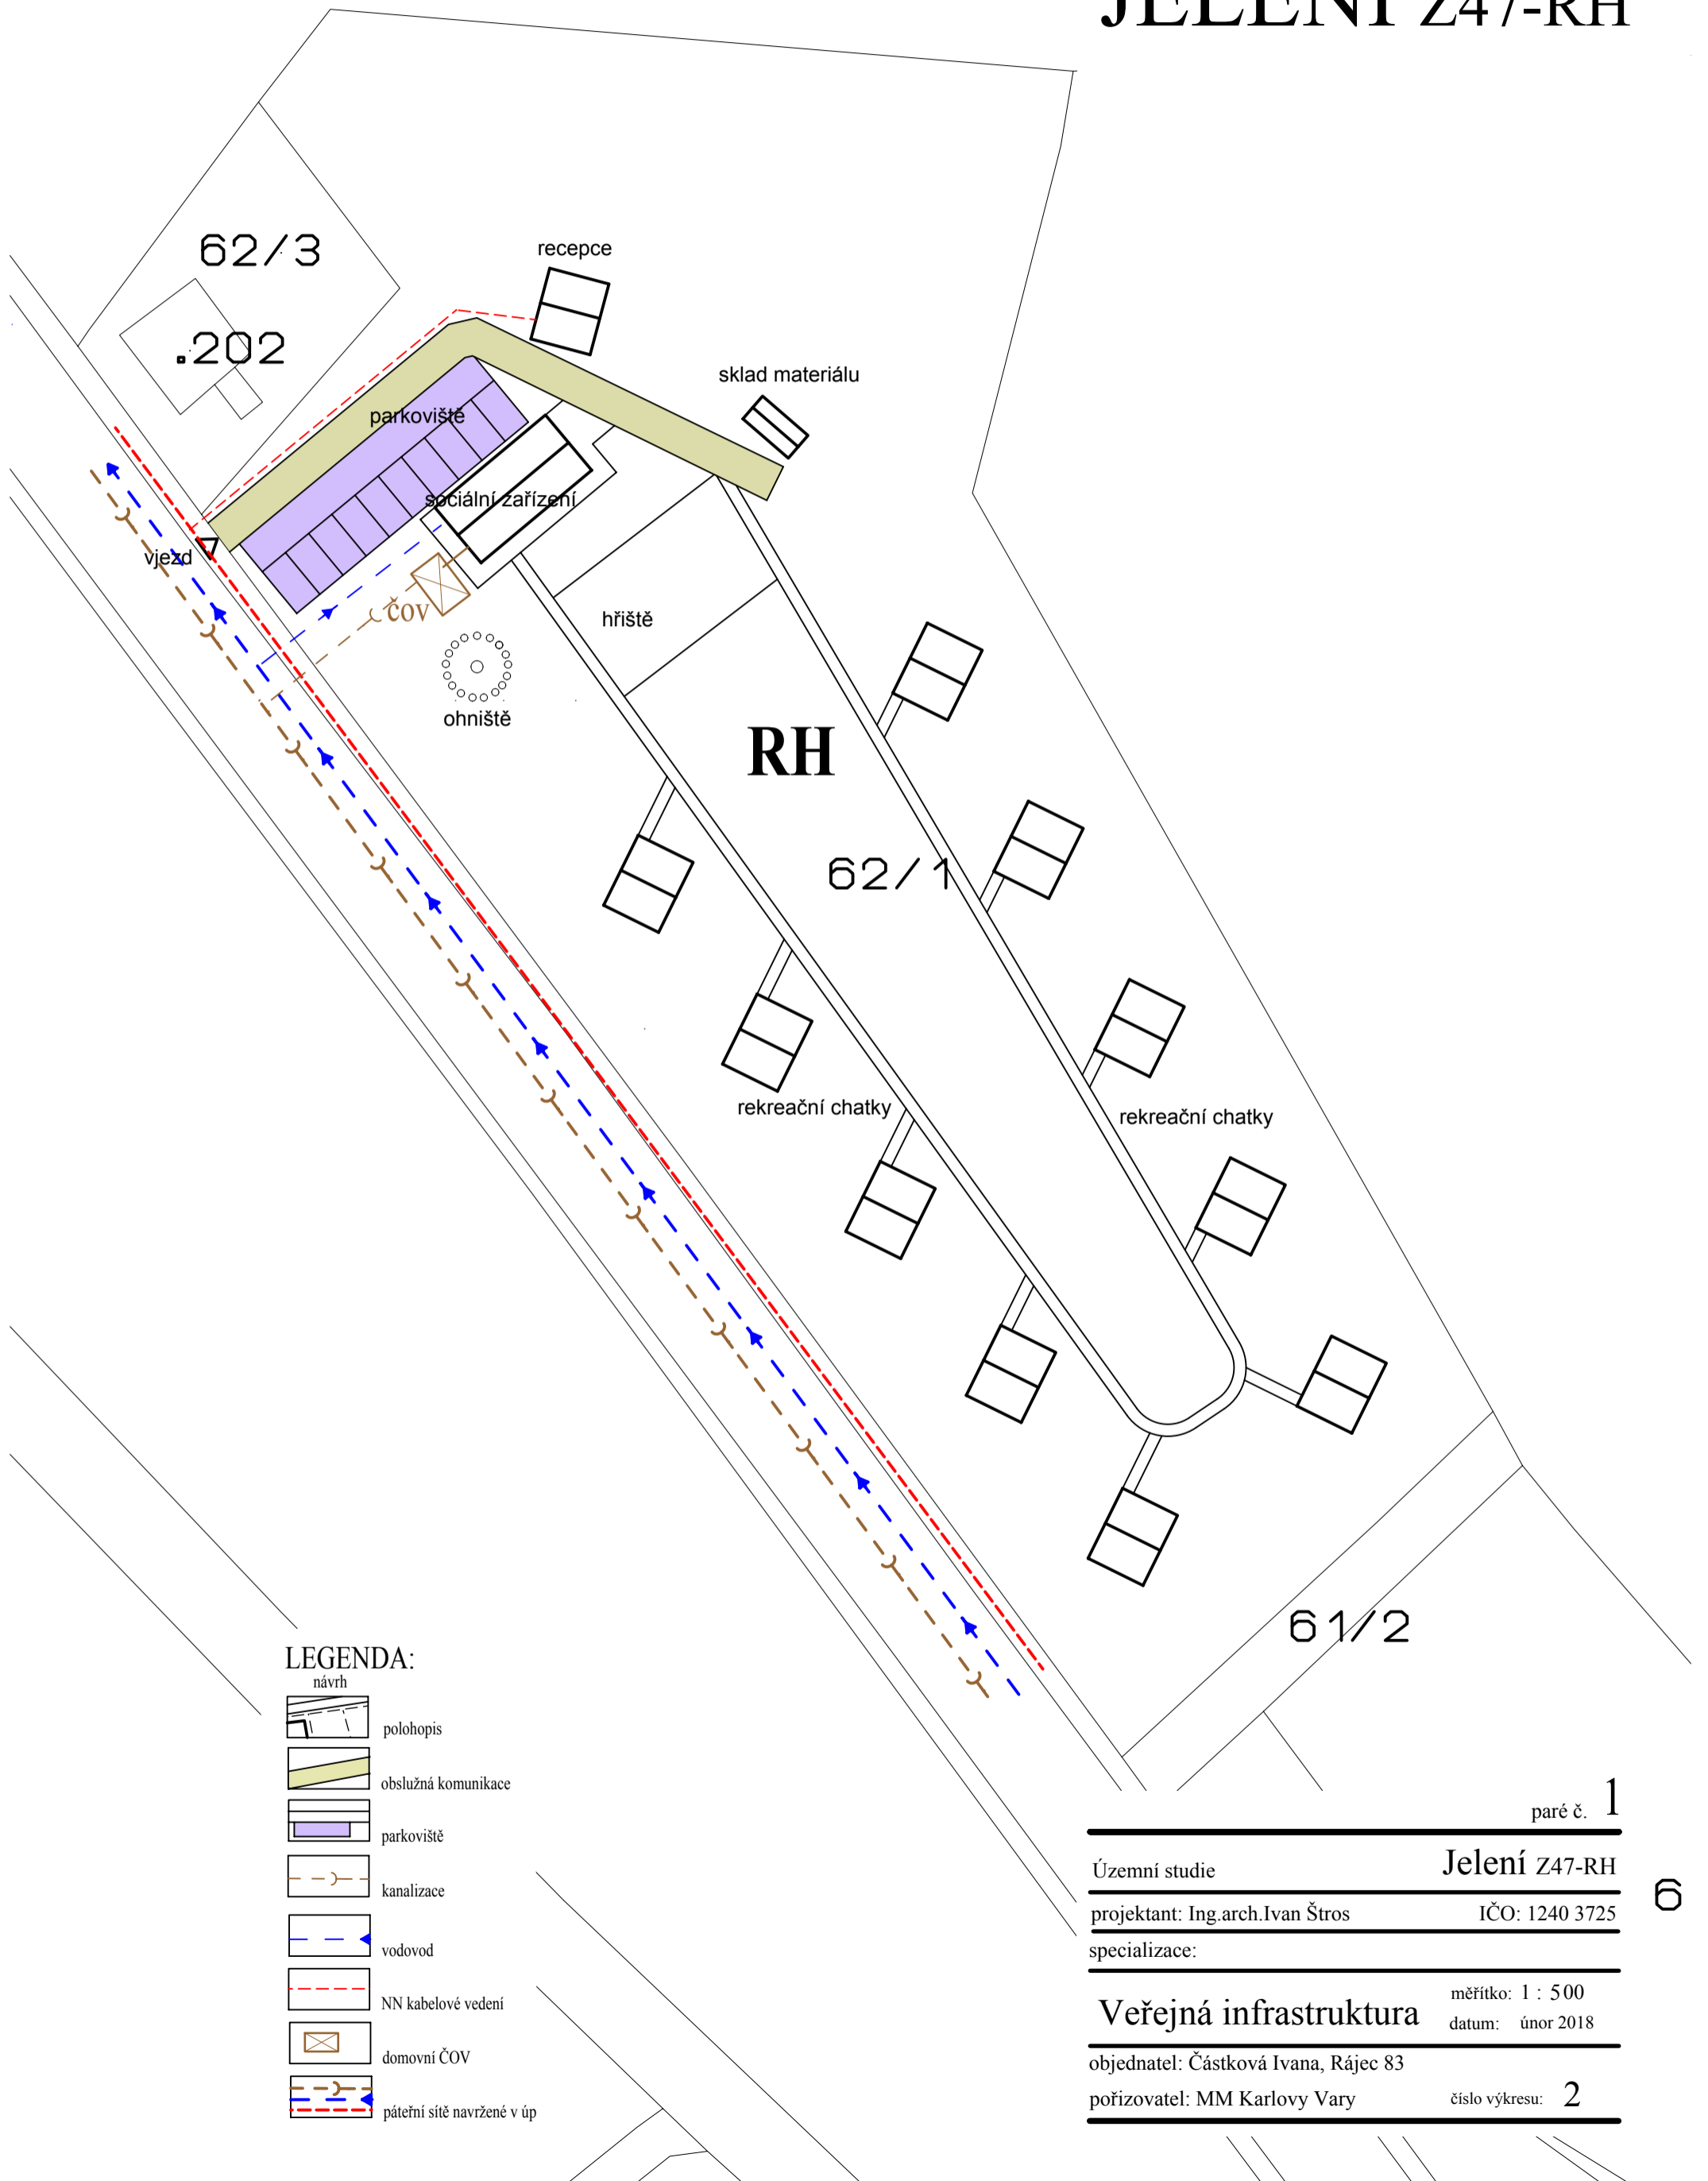 JELENÍ Z47-RH
62/3
recepce
.202
sklad materiálu
parkoviště
sociální zařízení
vjezd
čov
hřiště
ohniště
RH
62/1
rekreační chatky
rekreační chatky
61/2
LEGENDA:
návrh
polohopis
obslužná komunikace
parkoviště
kanalizace
vodovod
NN kabelové vedení
domovní ČOV
páteřní sítě navržené v úp
paré č. 1
Územní studie Jelení Z47-RH
6
projektant: Ing.arch.Ivan Štros IČO: 1240 3725
specializace:
Veřejná infrastruktura
měřítko: 1 : 500
datum: únor 2018
objednatel: Částková Ivana, Rájec 83
pořizovatel: MM Karlovy Vary číslo výkresu: 2